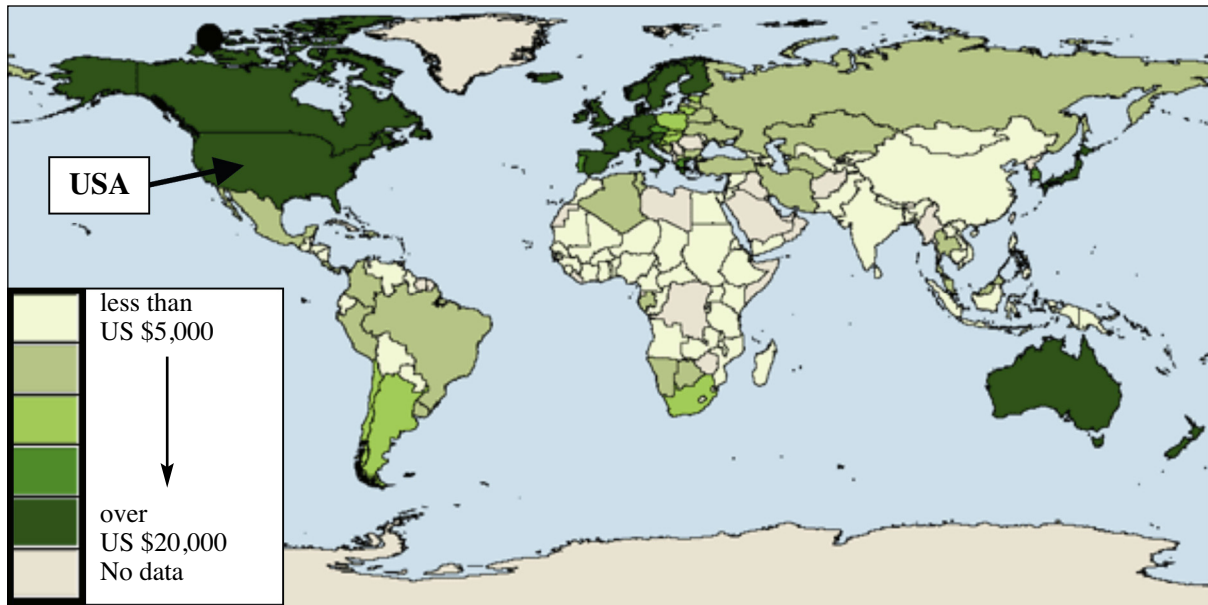 USA
less than
US $5,000
over
US $20,000
No data